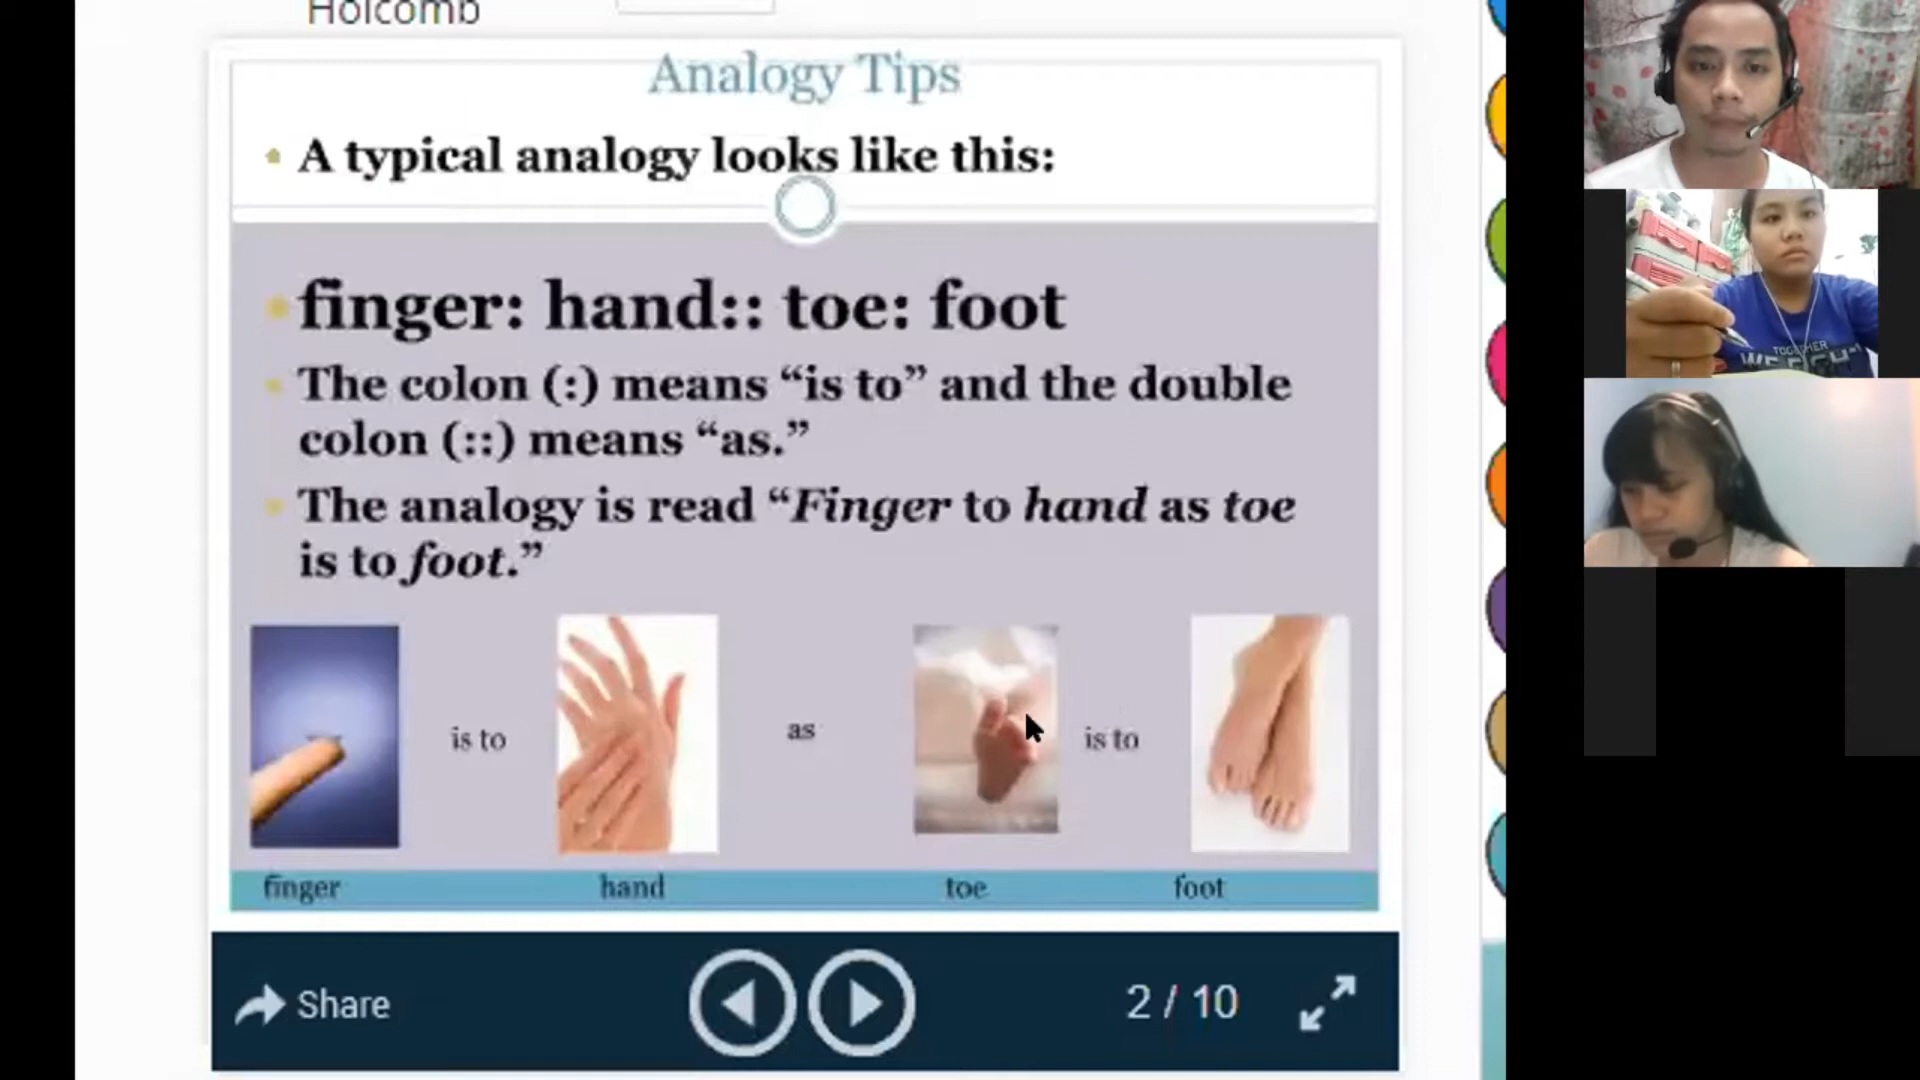 Holcomb
Analogy Tips
A typical analogy looks like this:
finger: hand:: toe: foot
The colon (:) means “is to” and the double
colon (::) means “as.”
The analogy is read “Finger to hand as toe
is to foot.”
is to
as
is to
finger hand toe foot
Share
2 / 10
TOGETHER